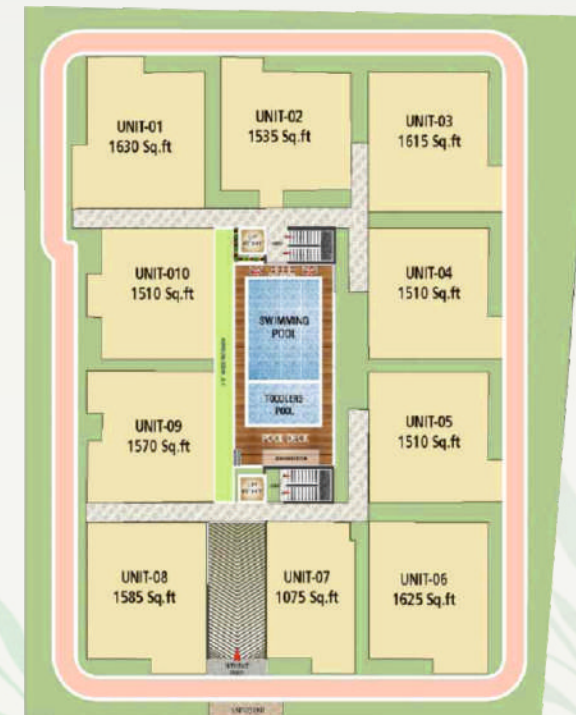 UNIT-01
1630 Sq.ft
UNIT-02
1535 Sq.ft
UNIT-03
1615 Sq.ft
UNIT-010
1510 Sq.ft
UNIT-04
1510 Sq.ft
SWIMMING
POOL
TODDLERS
POOL
POOL DECK
UNIT-09
1570 Sq.ft
UNIT-05
1510 Sq.ft
UNIT-08
1585 Sq.ft
UNIT-07
1075 Sq.ft
UNIT-06
1625 Sq.ft